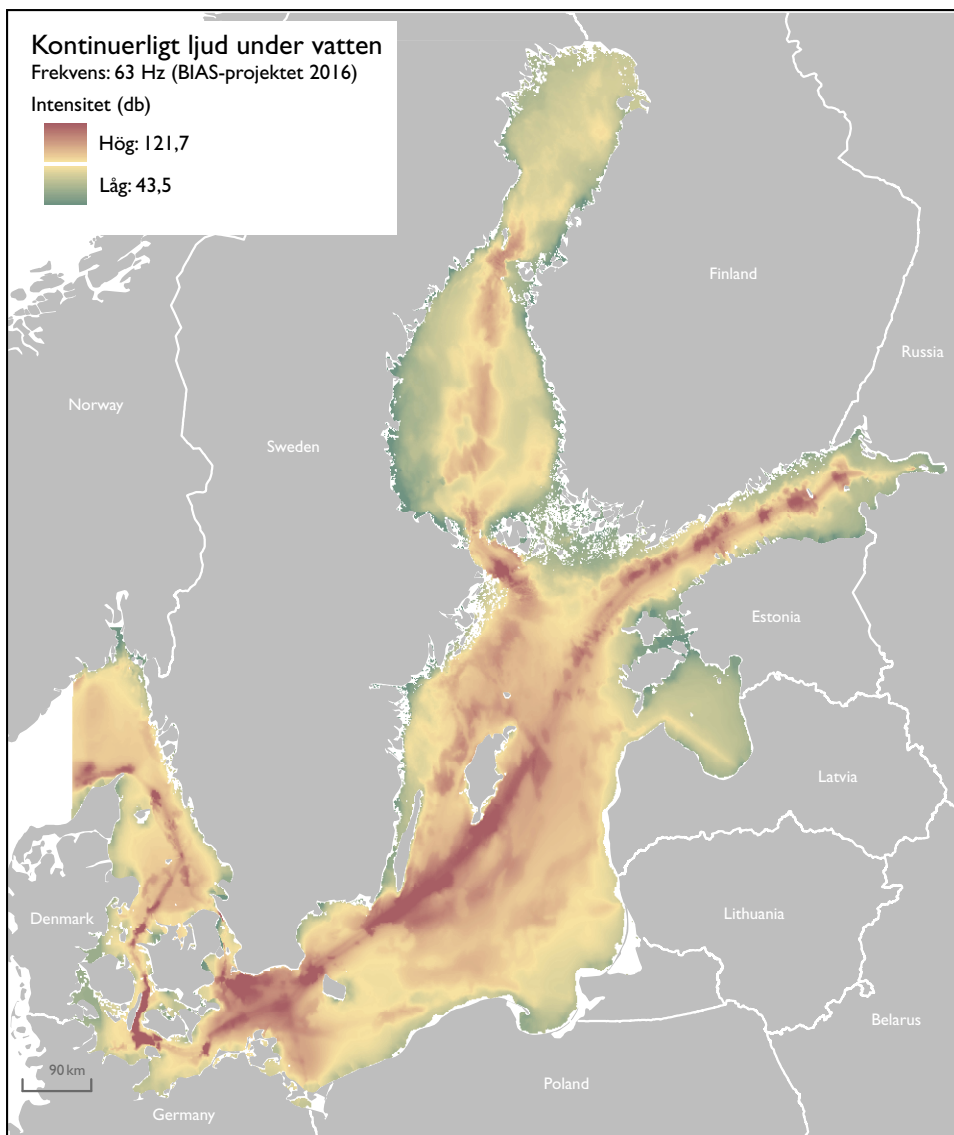 Kontinuerligt ljud under vatten
Frekvens: 63 Hz (BIAS-projektet 2016)
Intensitet (db)
Hög: 121,7
Låg: 43,5
Finland
Russia
Norway
Sweden
Estonia
Latvia
Denmark
Lithuania
Belarus
90 km
Poland
Germany